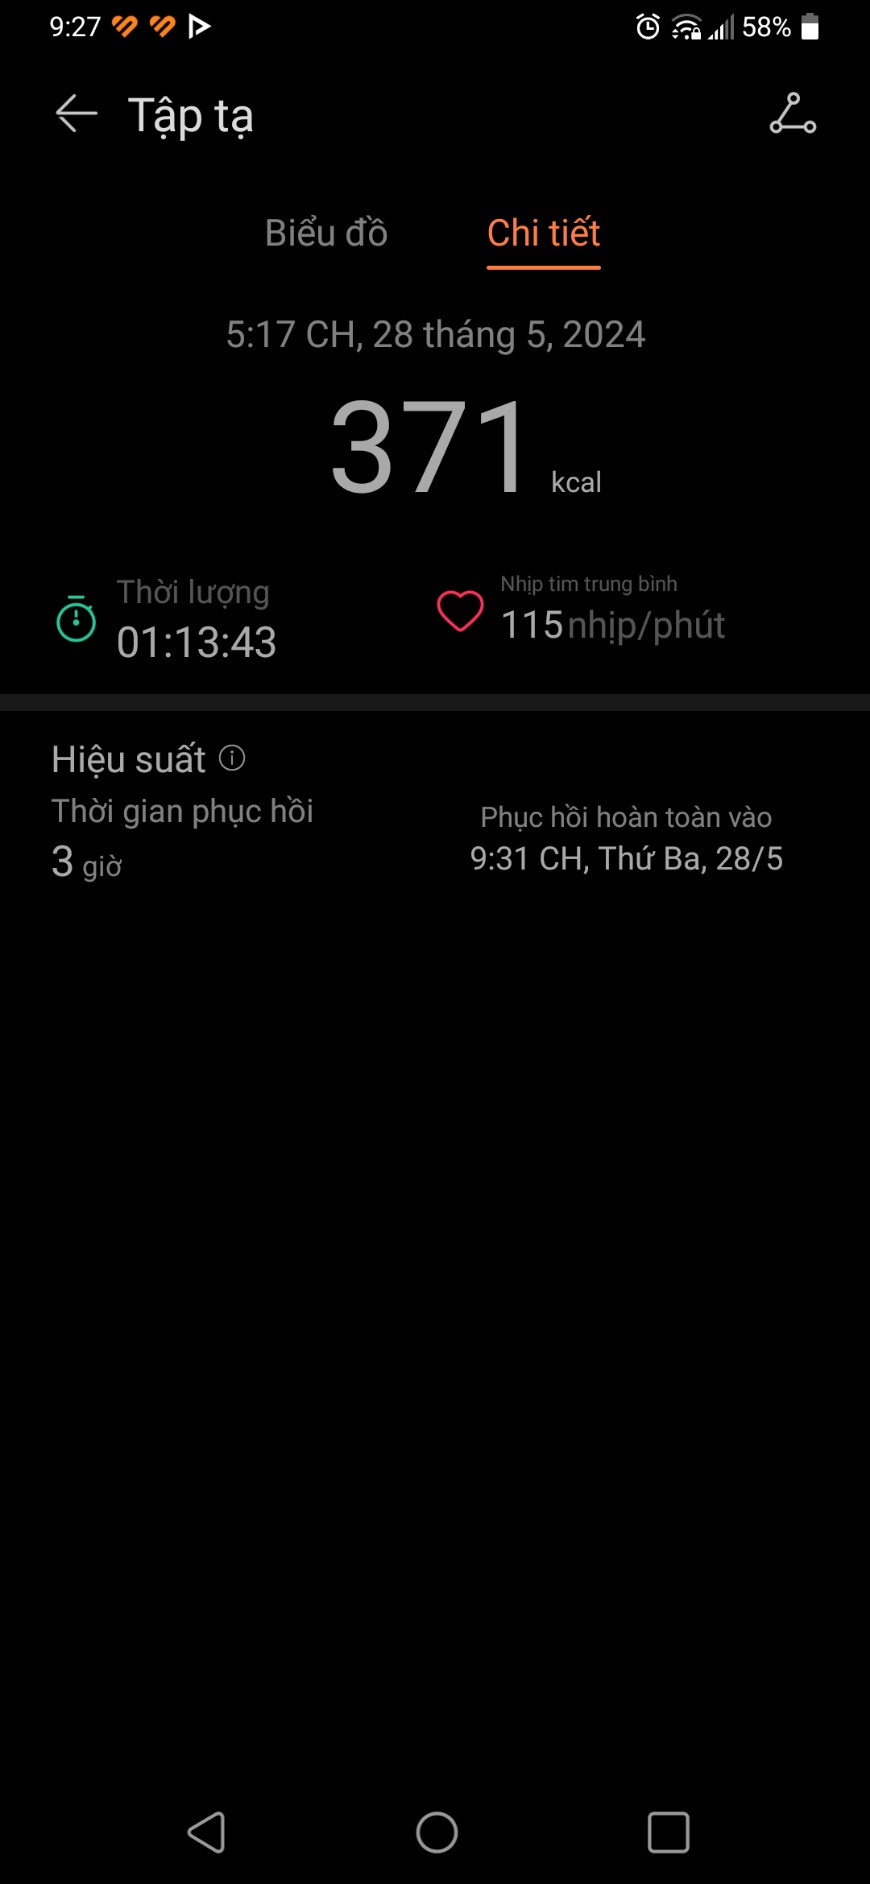 9:27 58%
Tập tạ
Biểu đồ Chi tiết
5:17 CH, 28 tháng 5, 2024
371 kcal
Thời lượng
01:13:43
Nhịp tim trung bình
115 nhịp/phút
Hiệu suất
Thời gian phục hồi
3 giờ
Phục hồi hoàn toàn vào
9:31 CH, Thứ Ba, 28/5